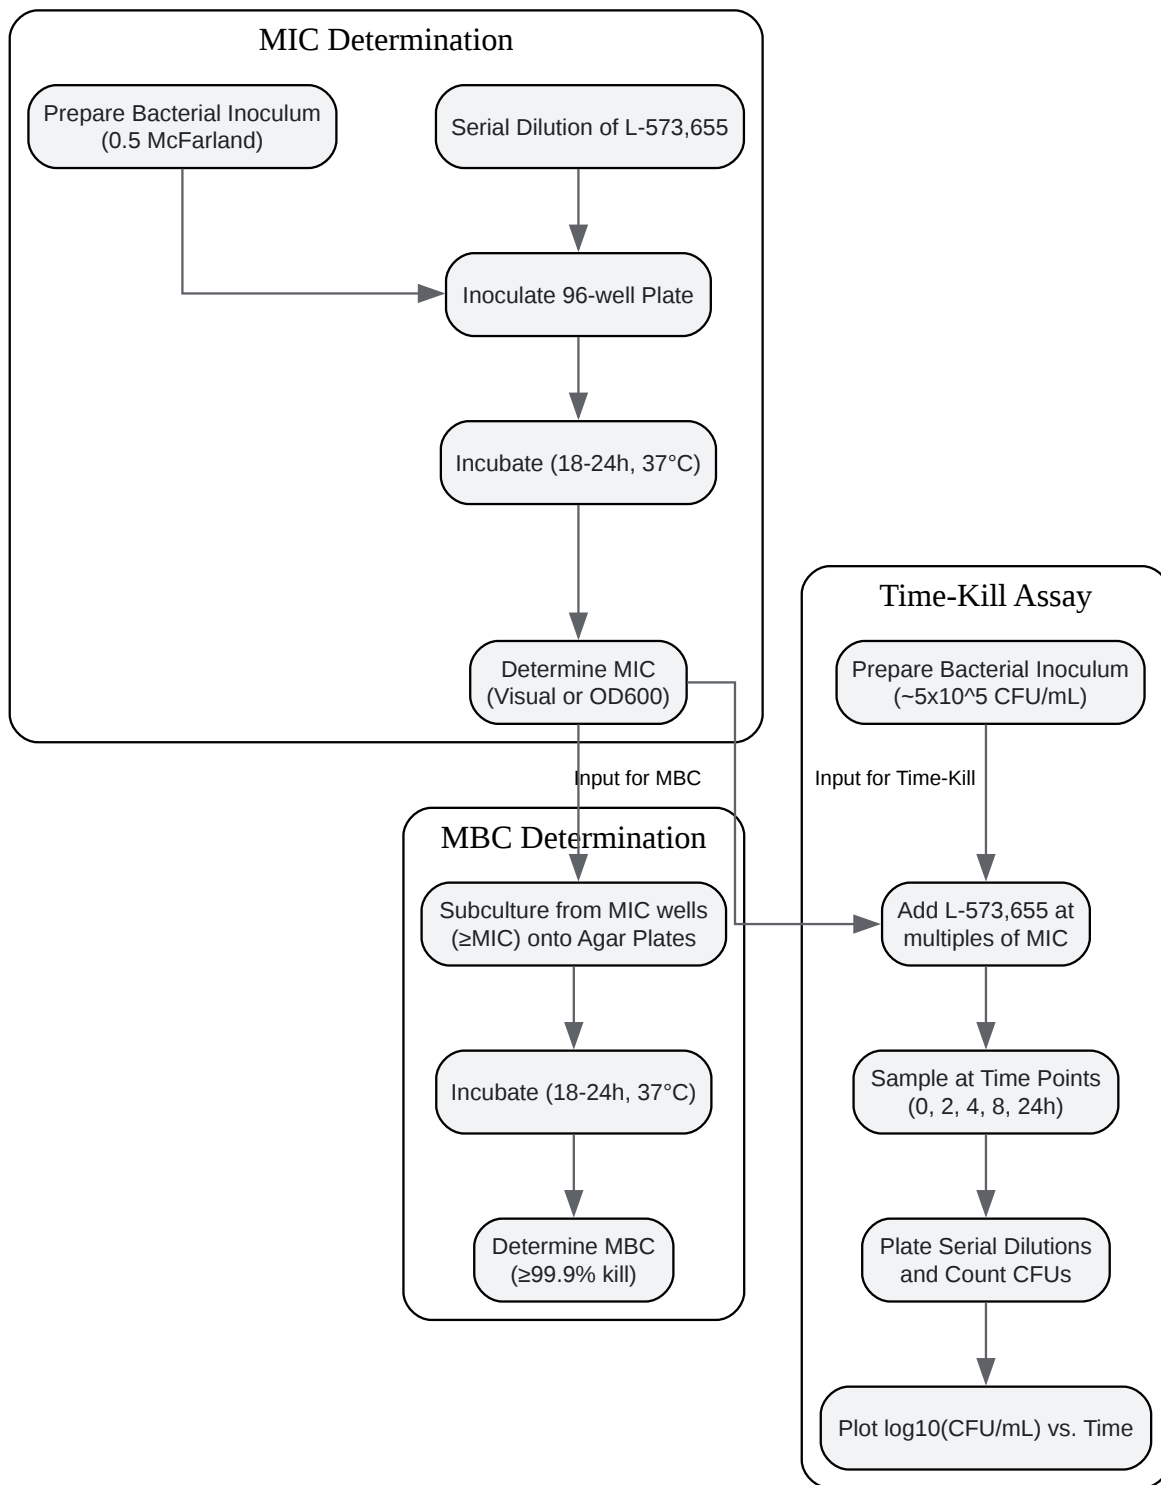 MIC Determination
Prepare Bacterial Inoculum
(0.5 McFarland)
Serial Dilution of L-573,655
Inoculate 96-well Plate
Incubate (18-24h, 37°C)
Determine MIC
(Visual or OD600)
Input for MBC
MBC Determination
Subculture from MIC wells
(≥MIC) onto Agar Plates
Incubate (18-24h, 37°C)
Determine MBC
(≥99.9% kill)
Time-Kill Assay
Prepare Bacterial Inoculum
(~5x10^5 CFU/mL)
Input for Time-Kill
Add L-573,655 at
multiples of MIC
Sample at Time Points
(0, 2, 4, 8, 24h)
Plate Serial Dilutions
and Count CFUs
Plot log10(CFU/mL) vs. Time